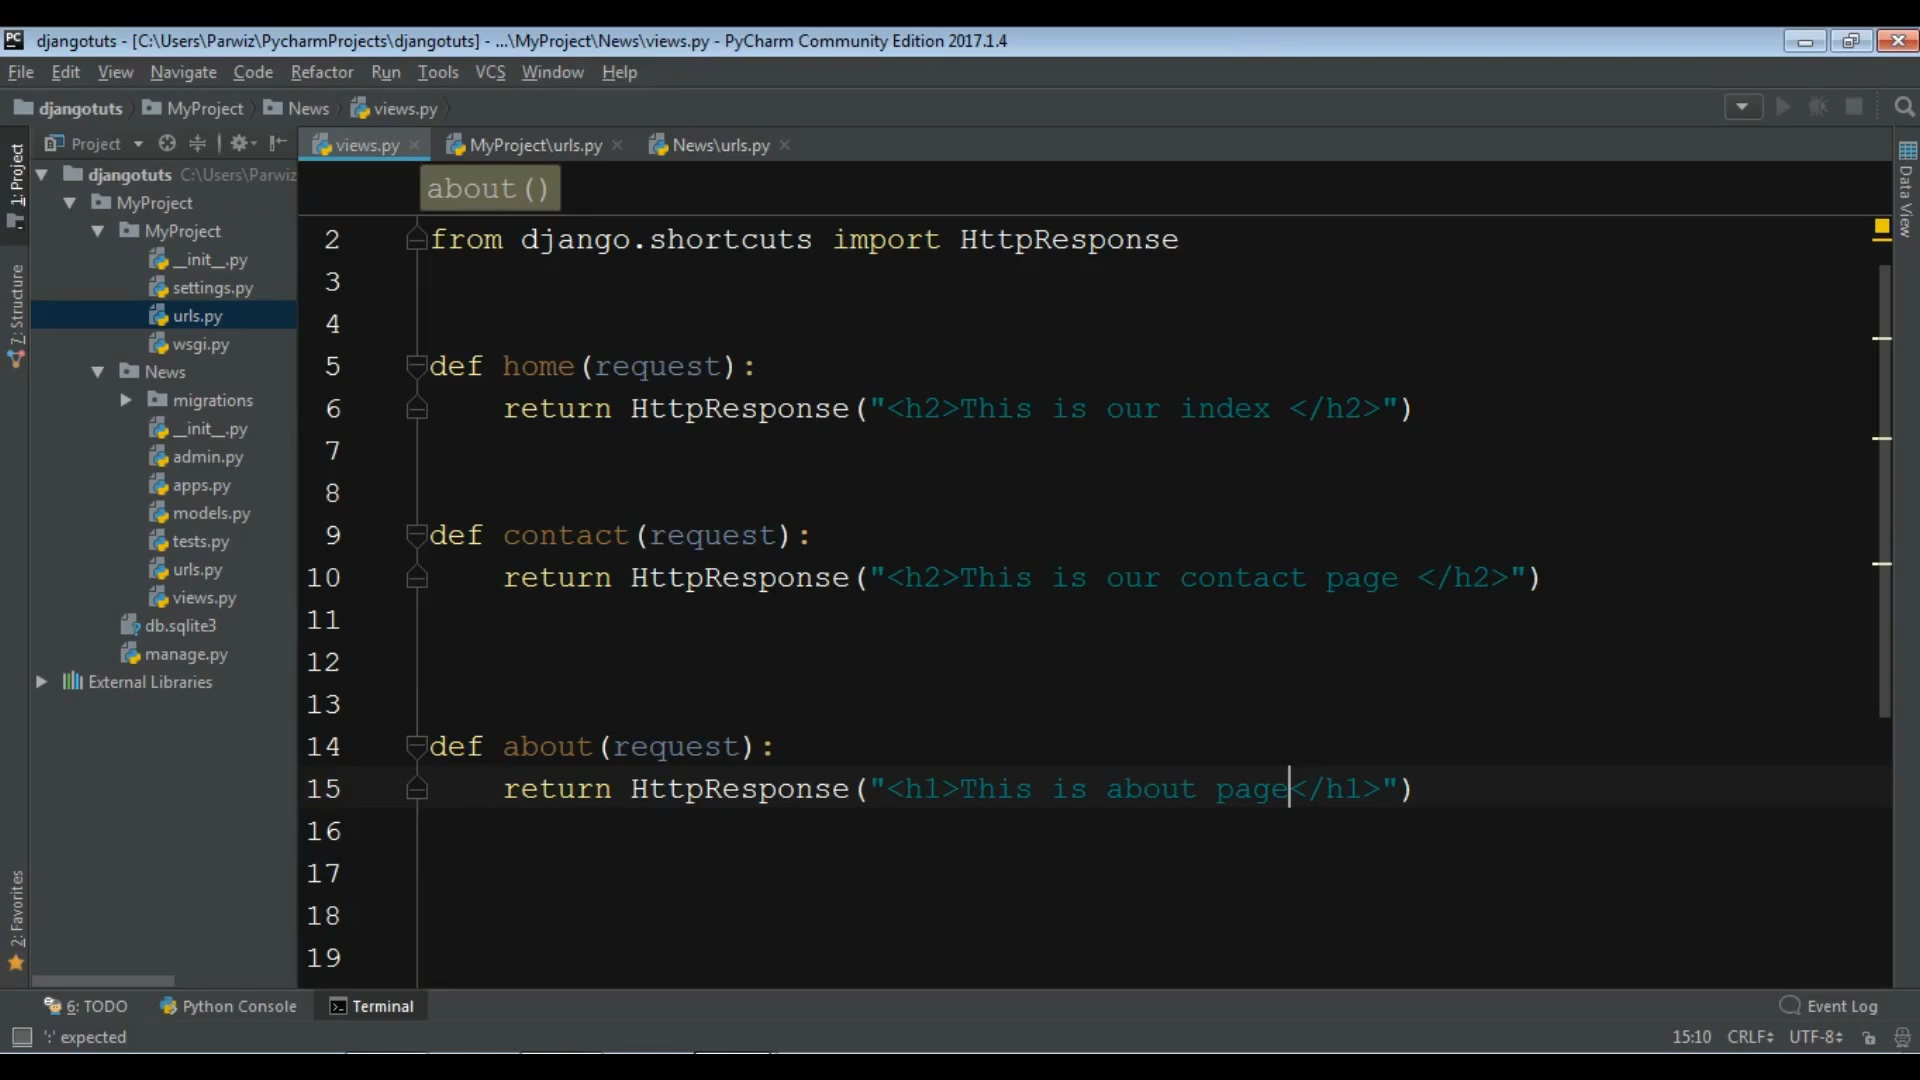 djangotuts - [C:\Users\Parwiz\PycharmProjects\djangotuts] - ...\MyProject\News\views.py - PyCharm Community Edition 2017.1.4
File Edit View Navigate Code Refactor Run Tools VCS Window Help
djangotuts MyProject News views.py
Project views.py MyProject\urls.py News\urls.py
1: Project
7: Structure
2: Favorites
Data View
djangotuts C:\Users\Parwiz
MyProject
MyProject
__init__.py
settings.py
urls.py
wsgi.py
News
migrations
__init__.py
admin.py
apps.py
models.py
tests.py
urls.py
views.py
db.sqlite3
manage.py
External Libraries
about()
2 from django.shortcuts import HttpResponse
3
4
5 def home(request):
6 return HttpResponse("<h2>This is our index </h2>")
7
8
9 def contact(request):
10 return HttpResponse("<h2>This is our contact page </h2>")
11
12
13
14 def about(request):
15 return HttpResponse("<h1>This is about page</h1>")
16
17
18
19
6: TODO Python Console Terminal Event Log
':' expected 15:10 CRLF UTF-8